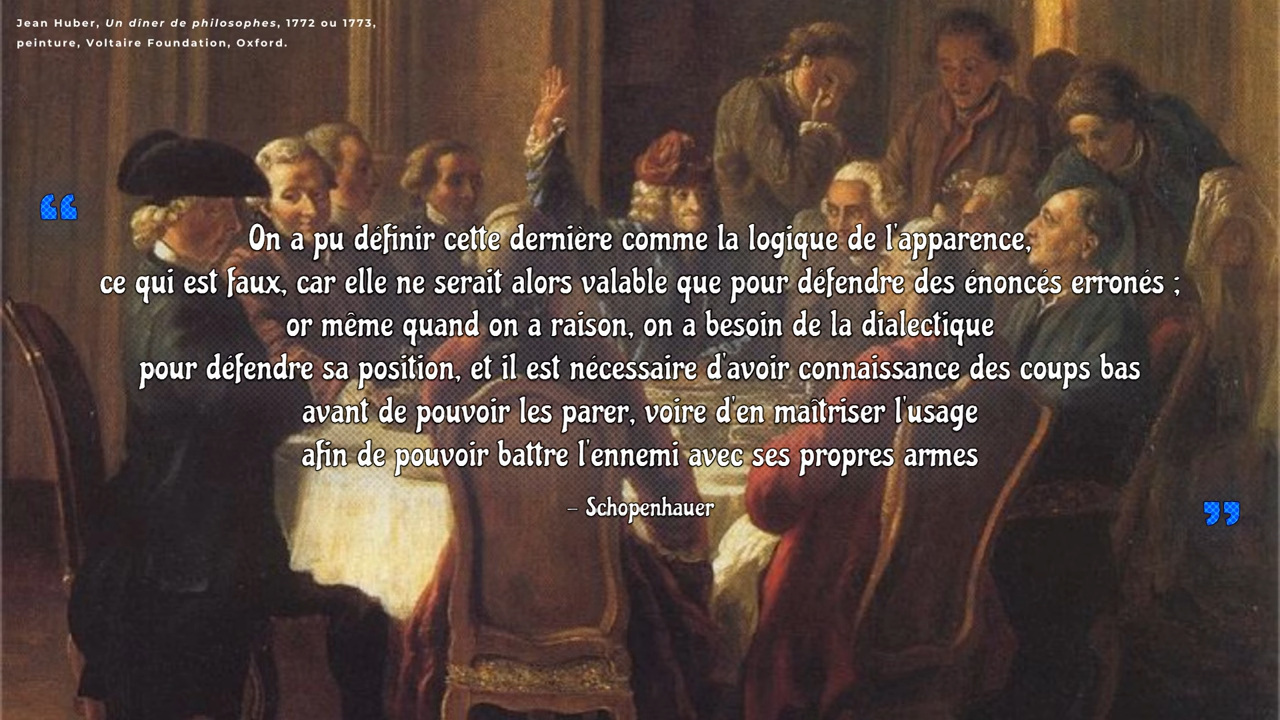 Jean Huber, Un dîner de philosophes, 1772 ou 1773,
peinture, Voltaire Foundation, Oxford.
“
On a pu définir cette dernière comme la logique de l'apparence,
ce qui est faux, car elle ne serait alors valable que pour défendre des énoncés erronés ;
or même quand on a raison, on a besoin de la dialectique
pour défendre sa position, et il est nécessaire d'avoir connaissance des coups bas
avant de pouvoir les parer, voire d'en maîtriser l'usage
afin de pouvoir battre l'ennemi avec ses propres armes
– Schopenhauer
”